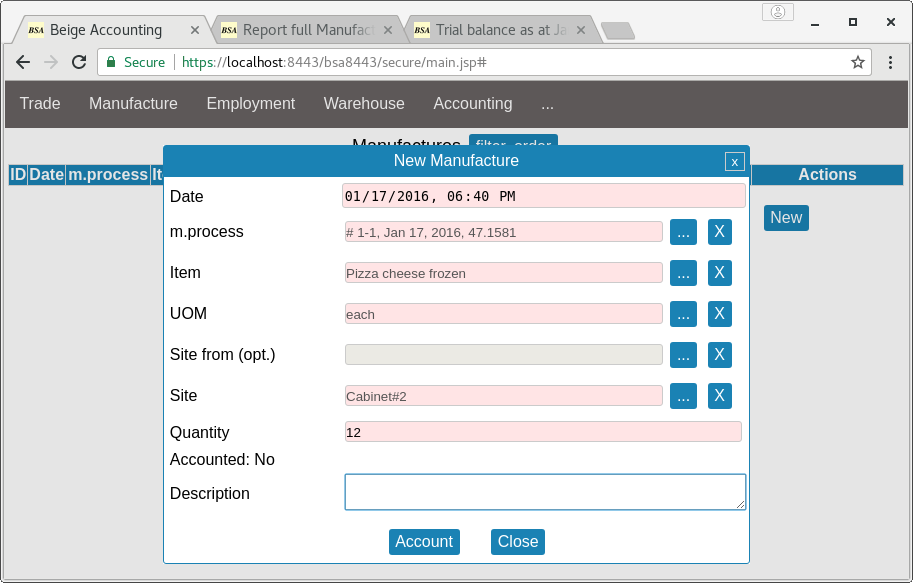 BSA Beige Accounting
BSA Report full Manufact
BSA Trial balance as at Ja
Secure https://localhost:8443/bsa8443/secure/main.jsp#
Trade Manufacture Employment Warehouse Accounting ...
Manufactures filter, order
ID Date m.process It Actions
New
New Manufacture x
Date 01/17/2016, 06:40 PM
m.process # 1-1, Jan 17, 2016, 47.1581 ... X
Item Pizza cheese frozen ... X
UOM each ... X
Site from (opt.) ... X
Site Cabinet#2 ... X
Quantity 12
Accounted: No
Description
Account Close